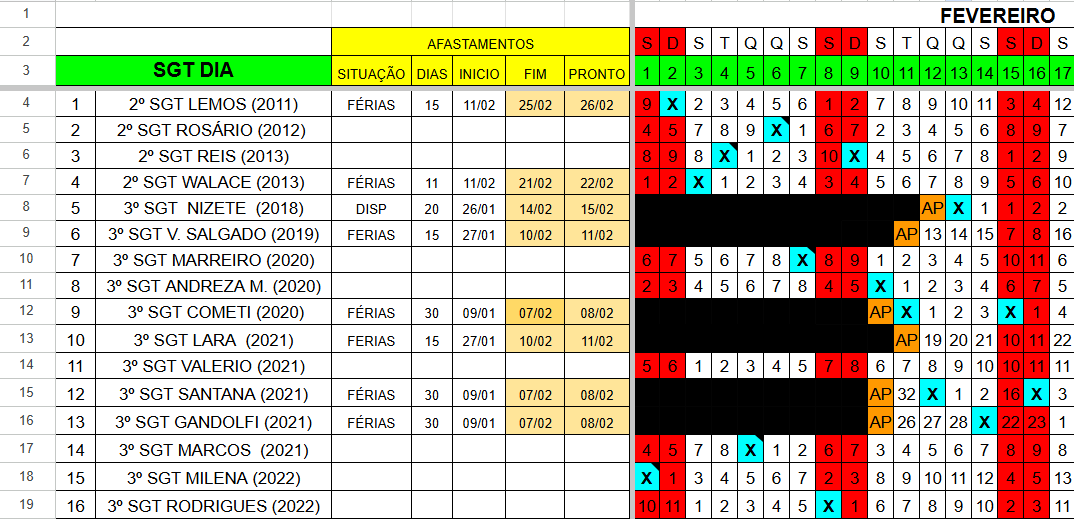 1 FEVEREIRO
2 AFASTAMENTOS S D S T Q Q S S D S T Q Q S S D S
3 SGT DIA SITUAÇÃO DIAS INICIO FIM PRONTO 1 2 3 4 5 6 7 8 9 10 11 12 13 14 15 16 17
4 1 2º SGT LEMOS (2011) FÉRIAS 15 11/02 25/02 26/02 9 X 2 3 4 5 6 1 2 7 8 9 10 11 3 4 12
5 2 2º SGT ROSÁRIO (2012) 4 5 7 8 9 X 1 6 7 2 3 4 5 6 8 9 7
6 3 2º SGT REIS (2013) 8 9 8 X 1 2 3 10 X 4 5 6 7 8 1 2 9
7 4 2º SGT WALACE (2013) FÉRIAS 11 11/02 21/02 22/02 1 2 X 1 2 3 4 3 4 5 6 7 8 9 5 6 10
8 5 3º SGT NIZETE (2018) DISP 20 26/01 14/02 15/02 AP X 1 1 2 2
9 6 3º SGT V. SALGADO (2019) FERIAS 15 27/01 10/02 11/02 AP 13 14 15 7 8 16
10 7 3º SGT MARREIRO (2020) 6 7 5 6 7 8 X 8 9 1 2 3 4 5 10 11 6
11 8 3º SGT ANDREZA M. (2020) 2 3 4 5 6 7 8 4 5 X 1 2 3 4 6 7 5
12 9 3º SGT COMETI (2020) FÉRIAS 30 09/01 07/02 08/02 AP X 1 2 3 X 1 4
13 10 3º SGT LARA (2021) FERIAS 15 27/01 10/02 11/02 AP 19 20 21 10 11 22
14 11 3º SGT VALERIO (2021) 5 6 1 2 3 4 5 7 8 6 7 8 9 10 10 11 11
15 12 3º SGT SANTANA (2021) FÉRIAS 30 09/01 07/02 08/02 AP 32 X 1 2 16 X 3
16 13 3º SGT GANDOLFI (2021) FÉRIAS 30 09/01 07/02 08/02 AP 26 27 28 X 22 23 1
17 14 3º SGT MARCOS (2021) 4 5 7 8 X 1 2 6 7 3 4 5 6 7 8 9 8
18 15 3º SGT MILENA (2022) X 1 3 4 5 6 7 2 3 8 9 10 11 12 4 5 13
19 16 3º SGT RODRIGUES (2022) 10 11 1 2 3 4 5 X 1 6 7 8 9 10 2 3 11